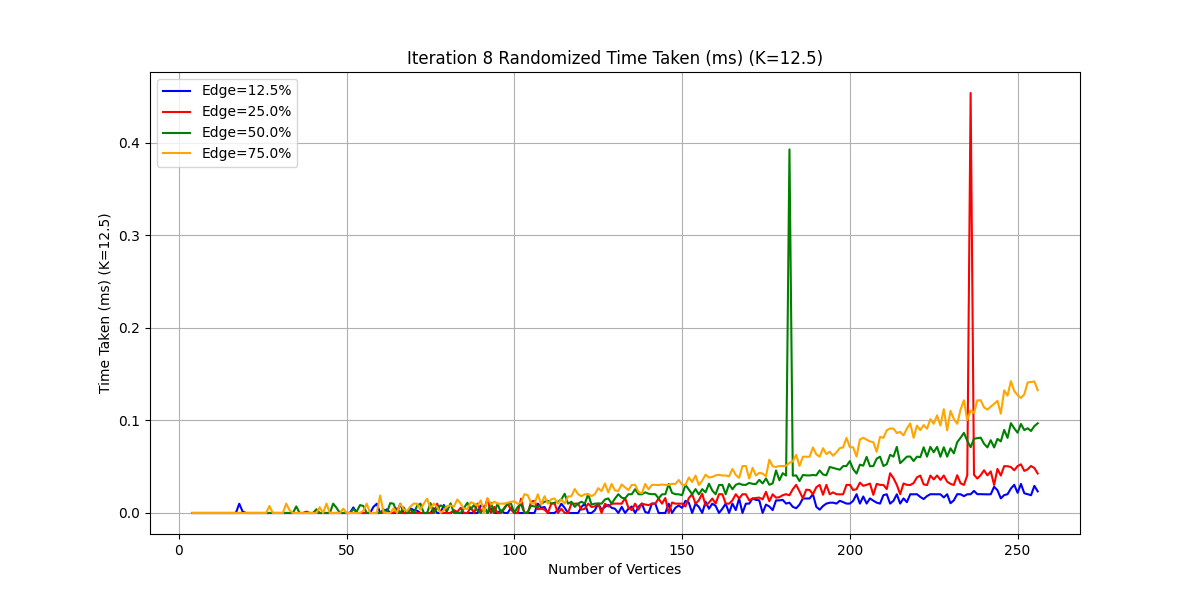 Iteration 8 Randomized Time Taken (ms) (K=12.5)
Edge=12.5%
Edge=25.0%
Edge=50.0%
Edge=75.0%
Time Taken (ms) (K=12.5)
0.4
0.3
0.2
0.1
0.0
0 50 100 150 200 250
Number of Vertices